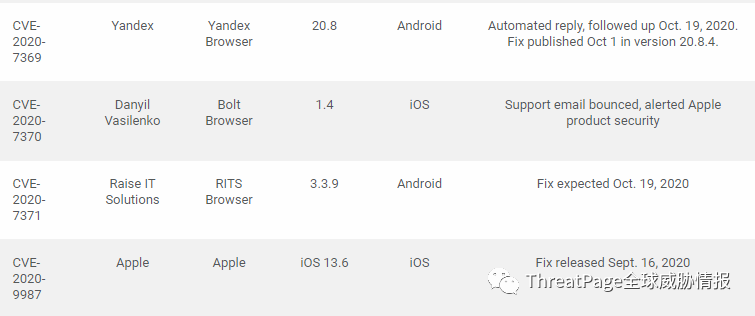 CVE-2020-7369 Yandex Yandex Browser 20.8 Android Automated reply, followed up Oct. 19, 2020. Fix published Oct 1 in version 20.8.4.
CVE-2020-7370 Danyil Vasilenko Bolt Browser 1.4 iOS Support email bounced, alerted Apple product security
CVE-2020-7371 Raise IT Solutions RITS Browser 3.3.9 Android Fix expected Oct. 19, 2020
CVE-2020-9987 Apple Apple iOS 13.6 iOS Fix released Sept. 16, 2020
ThreatPage全球威胁情报